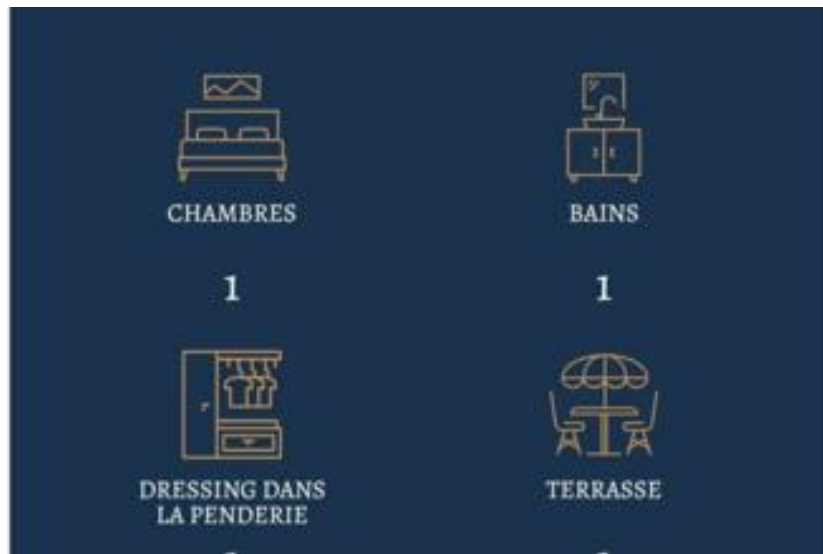 CHAMBRES
BAINS
1
1
DRESSING DANS
LA PENDERIE
TERRASSE